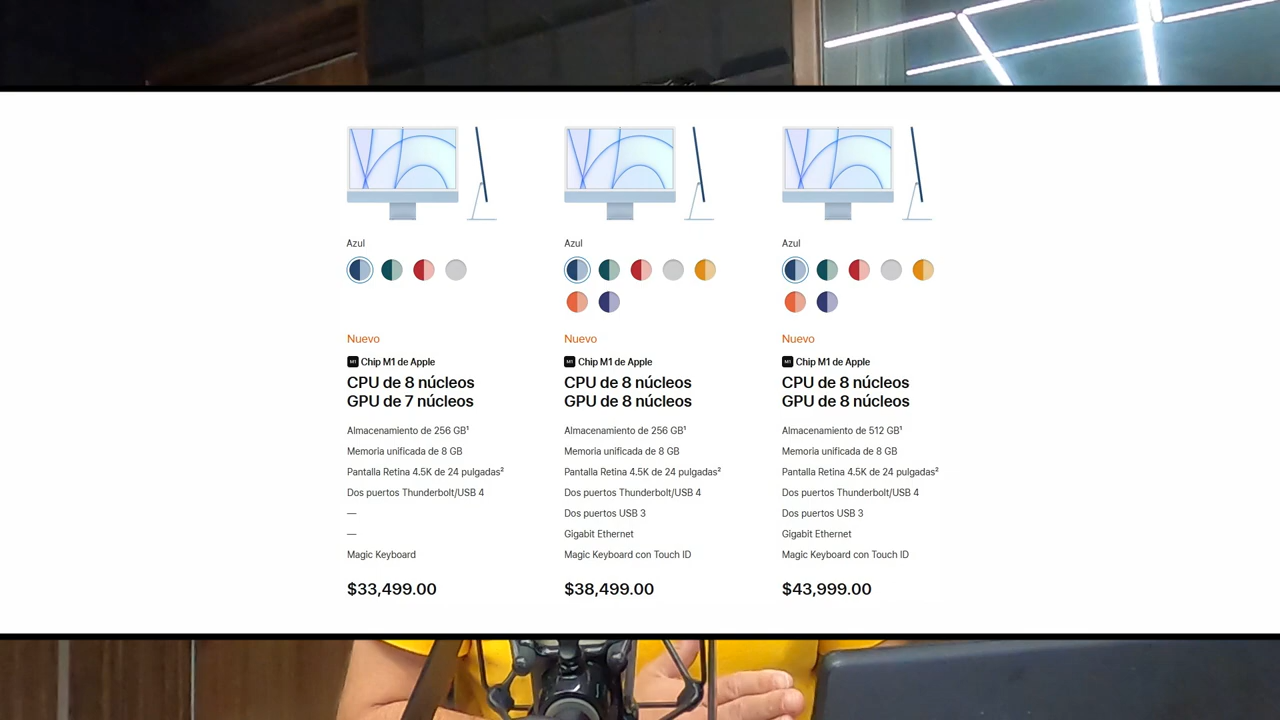 Azul
Nuevo
M1 Chip M1 de Apple
CPU de 8 núcleos
GPU de 7 núcleos
Almacenamiento de 256 GB¹
Memoria unificada de 8 GB
Pantalla Retina 4.5K de 24 pulgadas²
Dos puertos Thunderbolt/USB 4
—
—
Magic Keyboard
$33,499.00
Azul
Nuevo
M1 Chip M1 de Apple
CPU de 8 núcleos
GPU de 8 núcleos
Almacenamiento de 256 GB¹
Memoria unificada de 8 GB
Pantalla Retina 4.5K de 24 pulgadas²
Dos puertos Thunderbolt/USB 4
Dos puertos USB 3
Gigabit Ethernet
Magic Keyboard con Touch ID
$38,499.00
Azul
Nuevo
M1 Chip M1 de Apple
CPU de 8 núcleos
GPU de 8 núcleos
Almacenamiento de 512 GB¹
Memoria unificada de 8 GB
Pantalla Retina 4.5K de 24 pulgadas²
Dos puertos Thunderbolt/USB 4
Dos puertos USB 3
Gigabit Ethernet
Magic Keyboard con Touch ID
$43,999.00